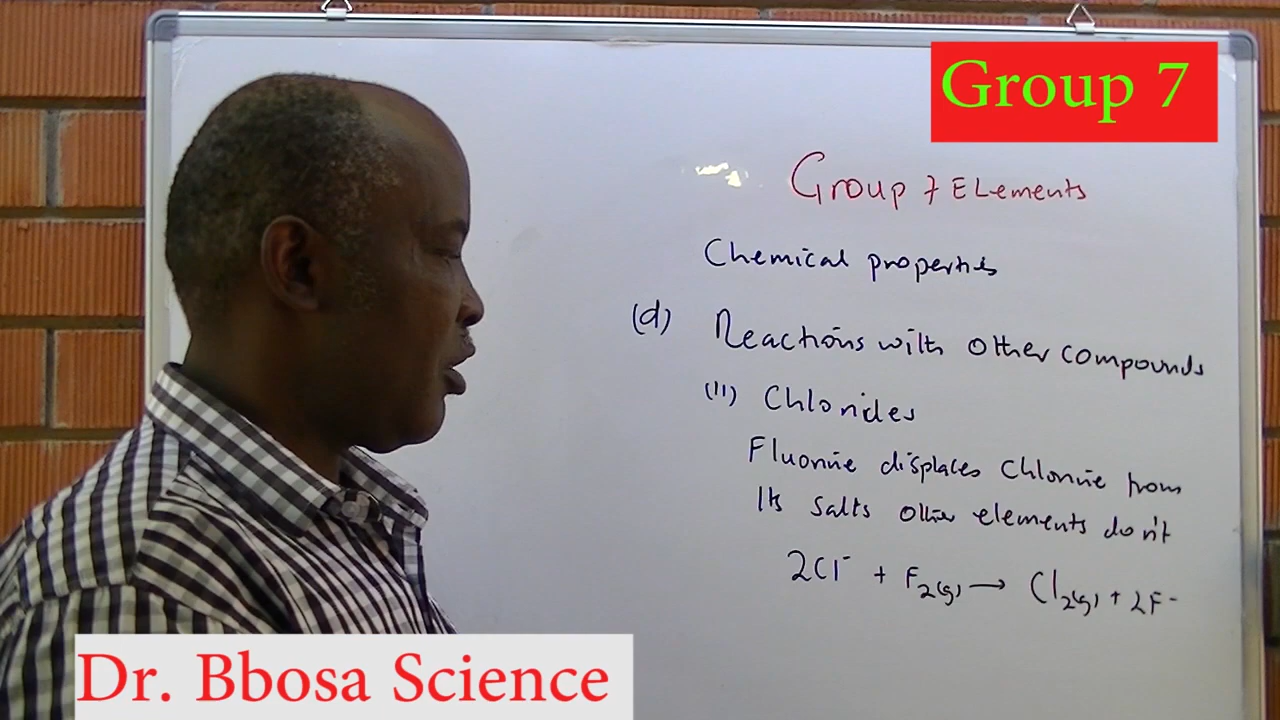 Group 7
Group 7 Elements
Chemical properties
(d) Reactions with other compounds
(ii) Chlorides
Fluorine displaces Chlorine from
Its salts other elements don't
2Cl⁻ + F₂(g) → Cl₂(g) + 2F⁻
Dr. Bbosa Science